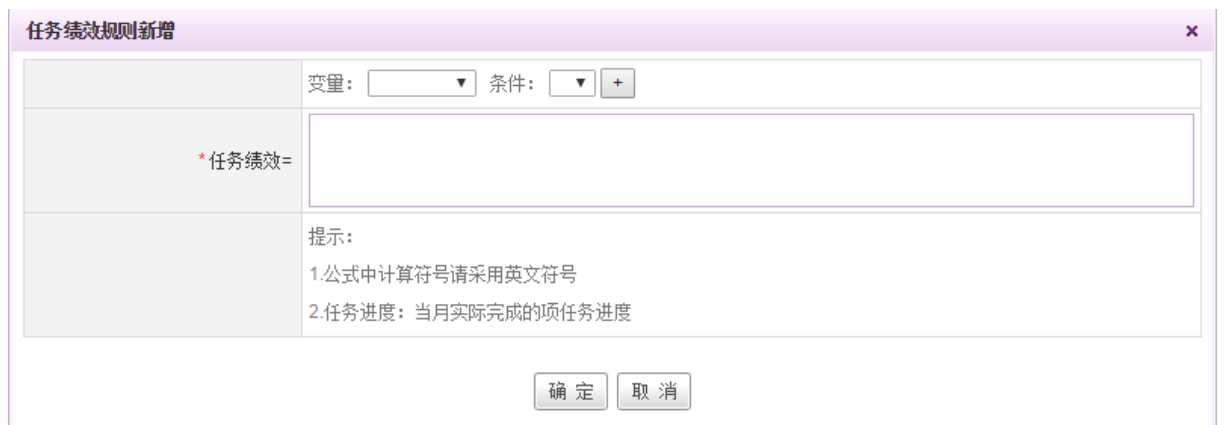 任务绩效规则新增 ×
变量： 条件： +
*任务绩效=
提示：
1.公式中计算符号请采用英文符号
2.任务进度：当月实际完成的项任务进度
确 定 取 消